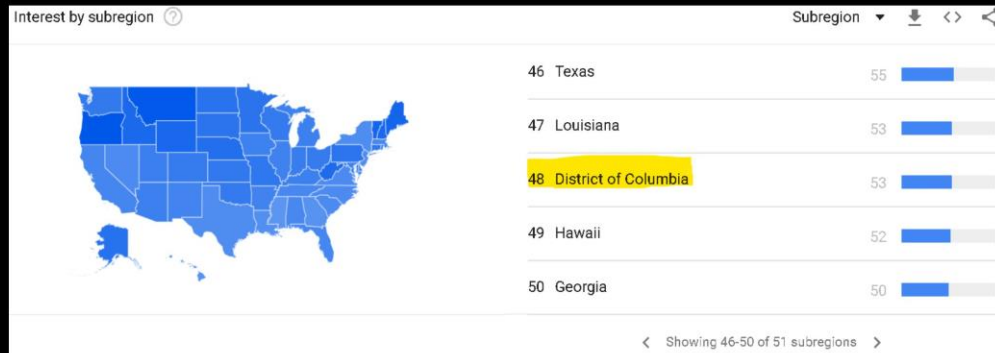 Interest by subregion
Subregion
46 Texas 55
47 Louisiana 53
48 District of Columbia 53
49 Hawaii 52
50 Georgia 50
Showing 46-50 of 51 subregions